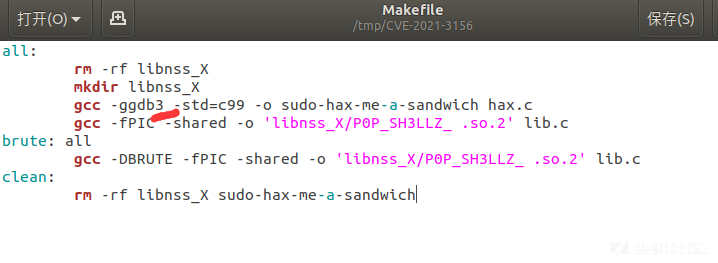 打开(O)
Makefile
/tmp/CVE-2021-3156
保存(S)
all:
rm -rf libnss_X
mkdir libnss_X
gcc -ggdb3 -std=c99 -o sudo-hax-me-a-sandwich hax.c
gcc -fPIC -shared -o 'libnss_X/P0P_SH3LLZ_ .so.2' lib.c
brute: all
gcc -DBRUTE -fPIC -shared -o 'libnss_X/P0P_SH3LLZ_ .so.2' lib.c
clean:
rm -rf libnss_X sudo-hax-me-a-sandwich